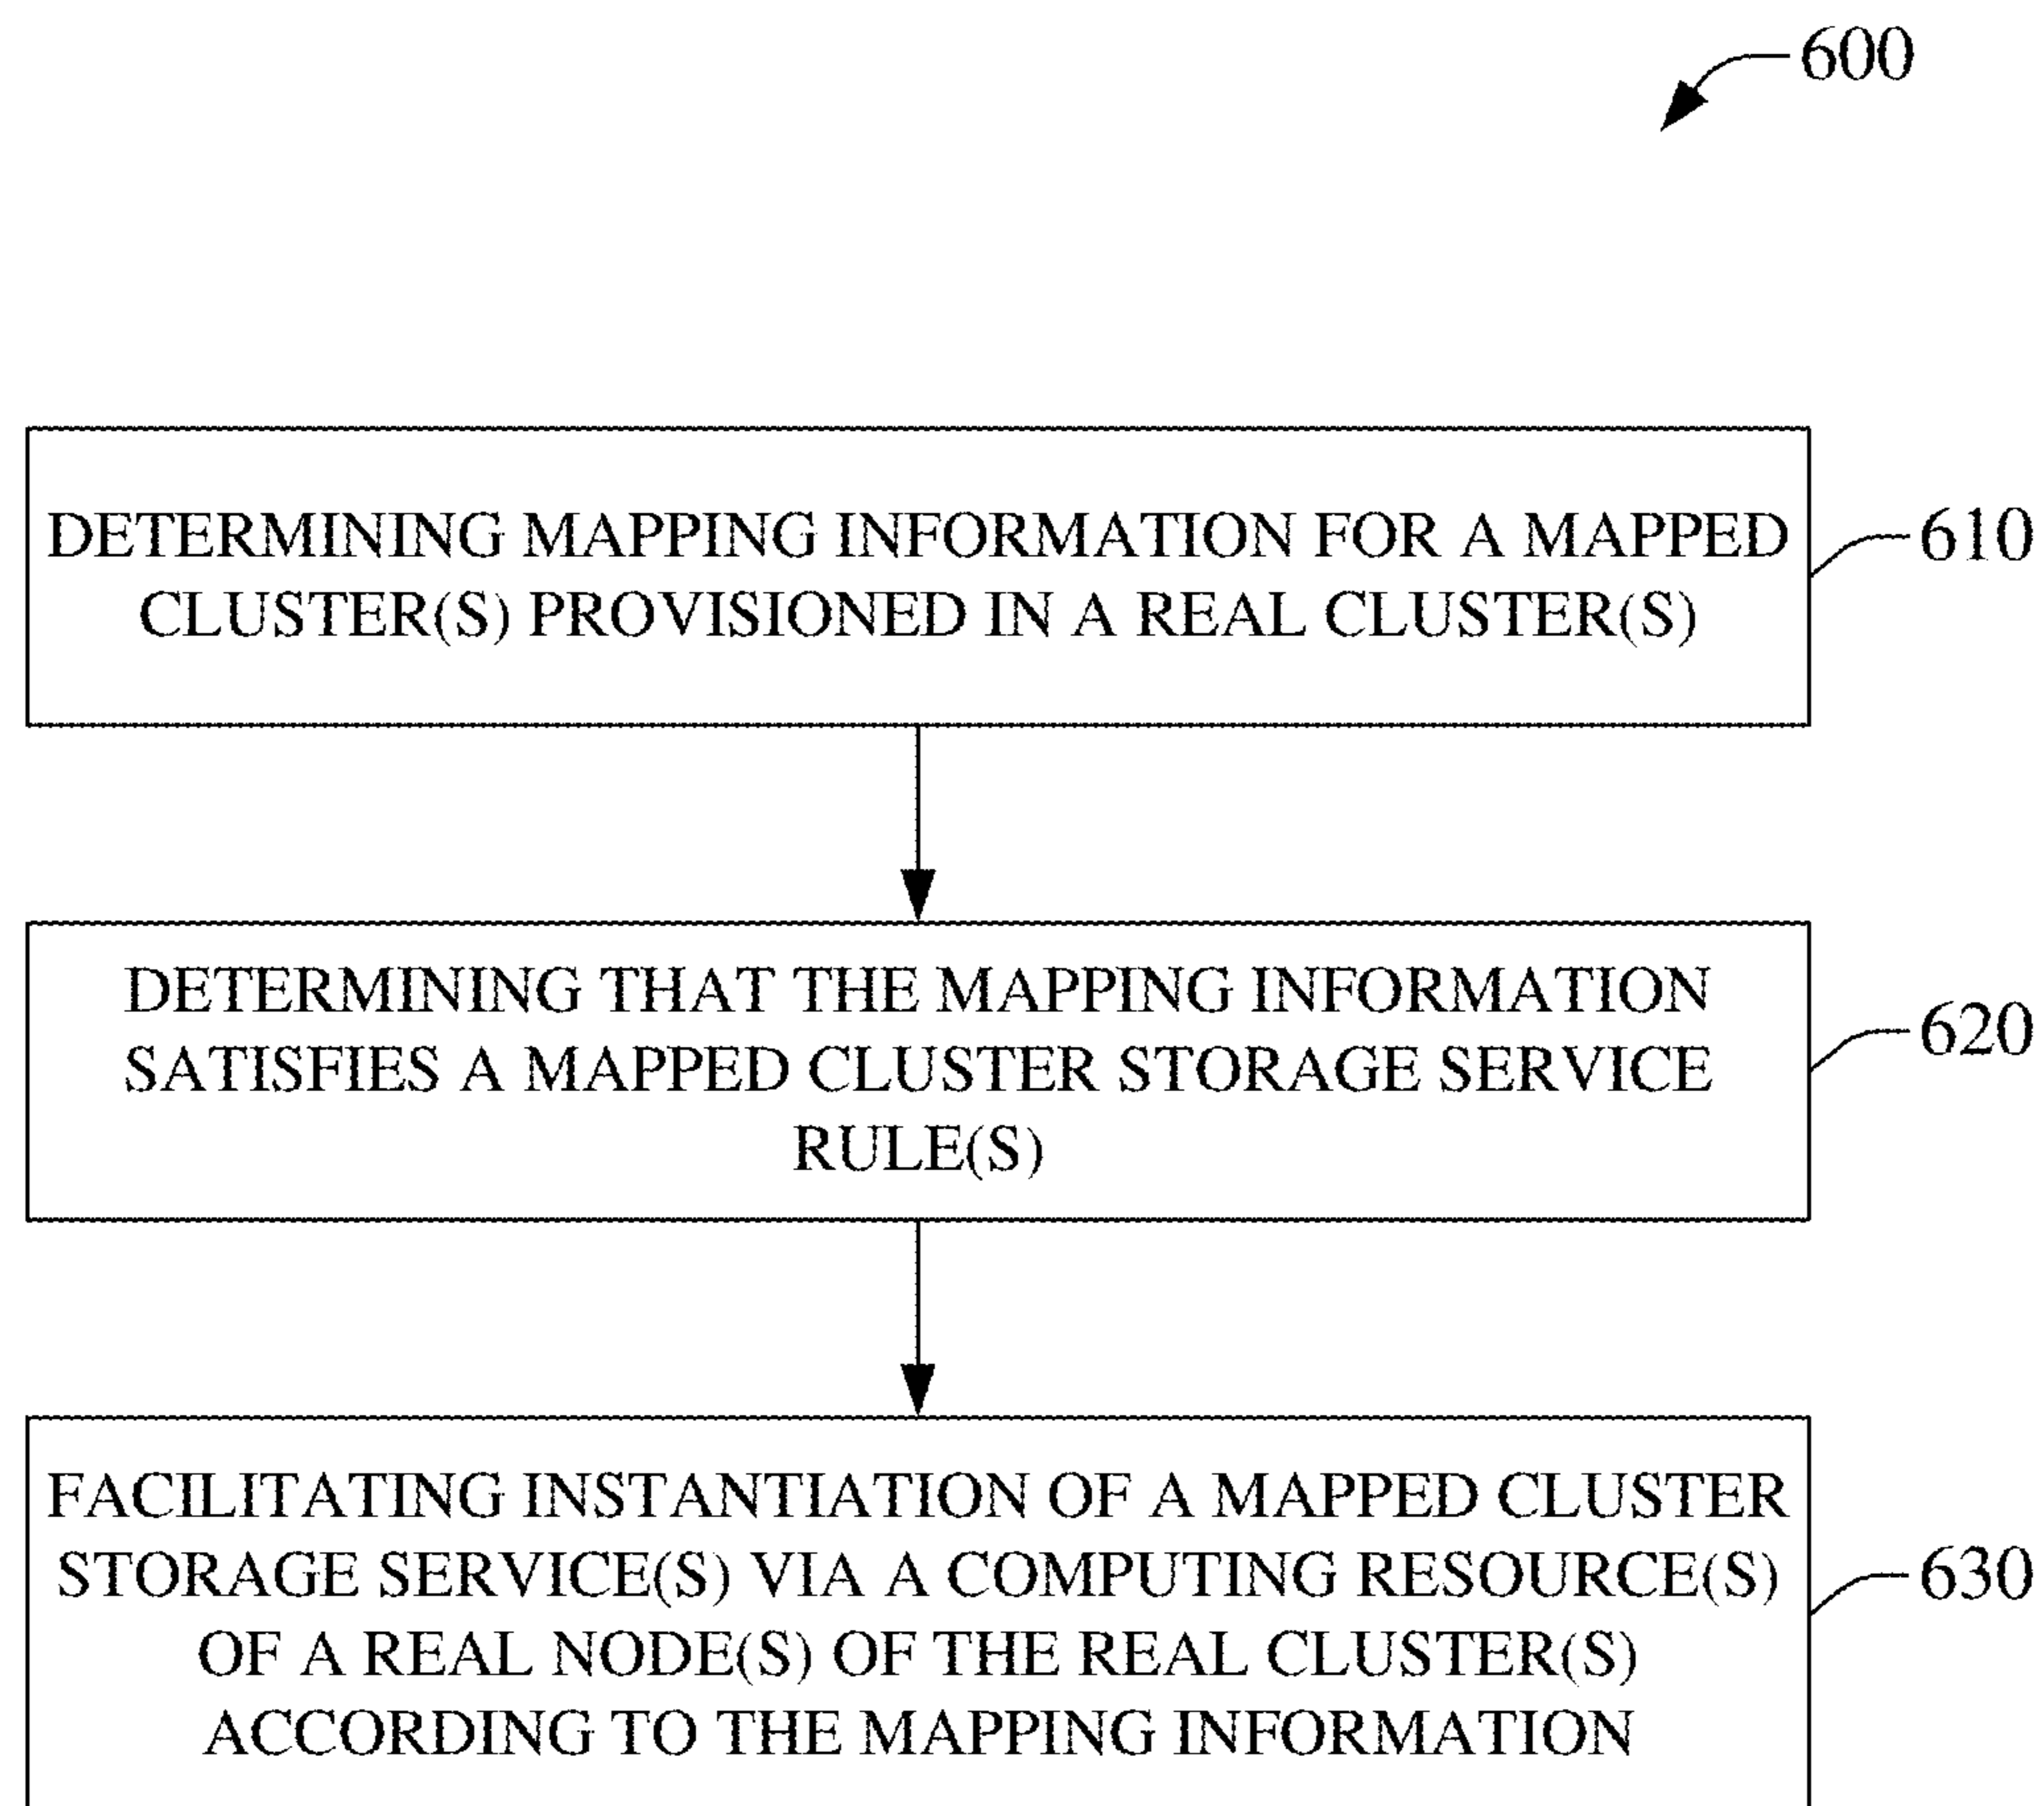 600
DETERMINING MAPPING INFORMATION FOR A MAPPED
CLUSTER(S) PROVISIONED IN A REAL CLUSTER(S)
610
DETERMINING THAT THE MAPPING INFORMATION
SATISFIES A MAPPED CLUSTER STORAGE SERVICE
RULE(S)
620
FACILITATING INSTANTIATION OF A MAPPED CLUSTER
STORAGE SERVICE(S) VIA A COMPUTING RESOURCE(S)
OF A REAL NODE(S) OF THE REAL CLUSTER(S)
ACCORDING TO THE MAPPING INFORMATION
630